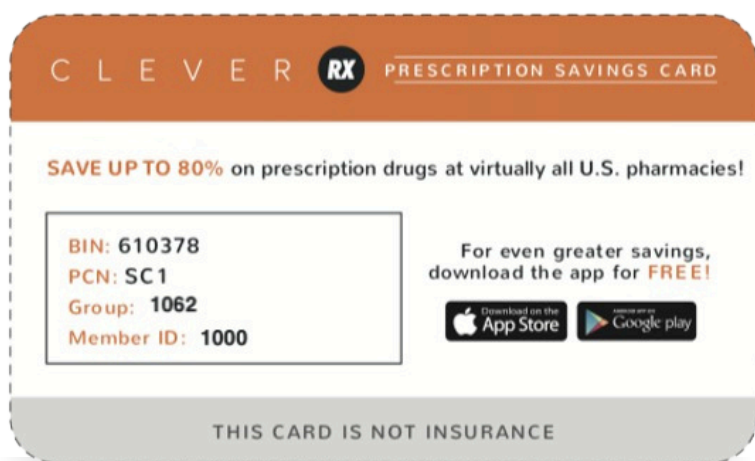 CLEVER RX PRESCRIPTION SAVINGS CARD
SAVE UP TO 80% on prescription drugs at virtually all U.S. pharmacies!
BIN: 610378
PCN: SC1
Group: 1062
Member ID: 1000
For even greater savings,
download the app for FREE!
Download on the
App Store
Google play
THIS CARD IS NOT INSURANCE